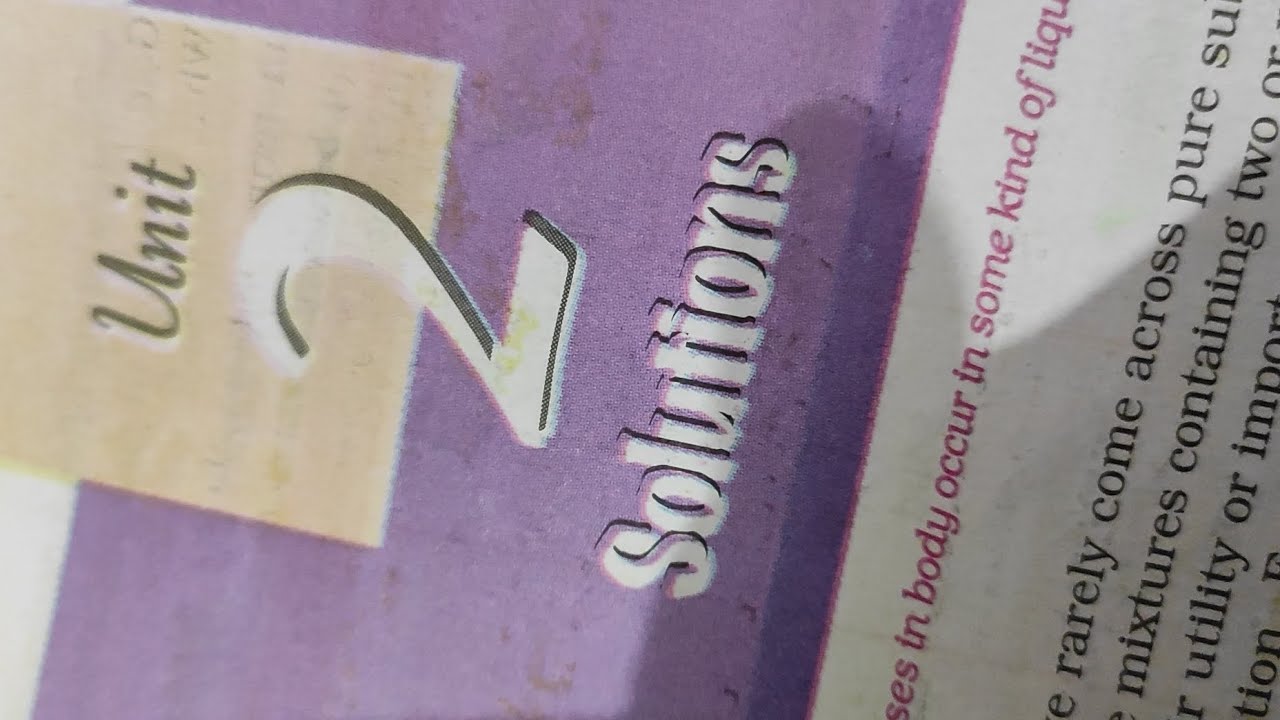 Unit
2
Solutions
ses in body occur in some kind of liqu
e rarely come across pure su
mixtures containing two or
r utility or import
tion